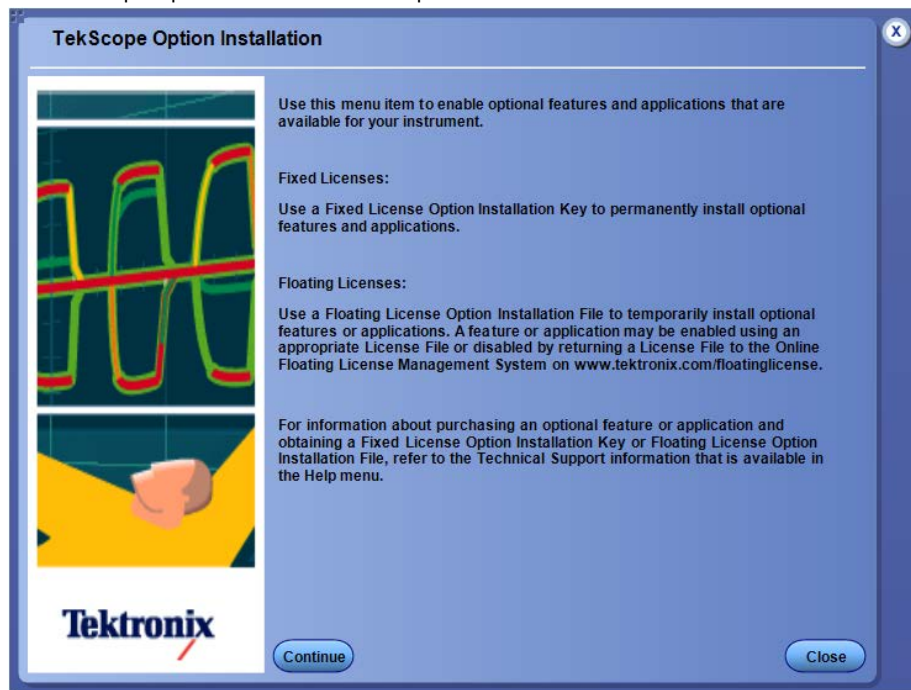 TekScope Option Installation
X
Use this menu item to enable optional features and applications that are
available for your instrument.
Fixed Licenses:
Use a Fixed License Option Installation Key to permanently install optional
features and applications.
Floating Licenses:
Use a Floating License Option Installation File to temporarily install optional
features or applications. A feature or application may be enabled using an
appropriate License File or disabled by returning a License File to the Online
Floating License Management System on www.tektronix.com/floatinglicense.
For information about purchasing an optional feature or application and
obtaining a Fixed License Option Installation Key or Floating License Option
Installation File, refer to the Technical Support information that is available in
the Help menu.
Tektronix
Continue
Close